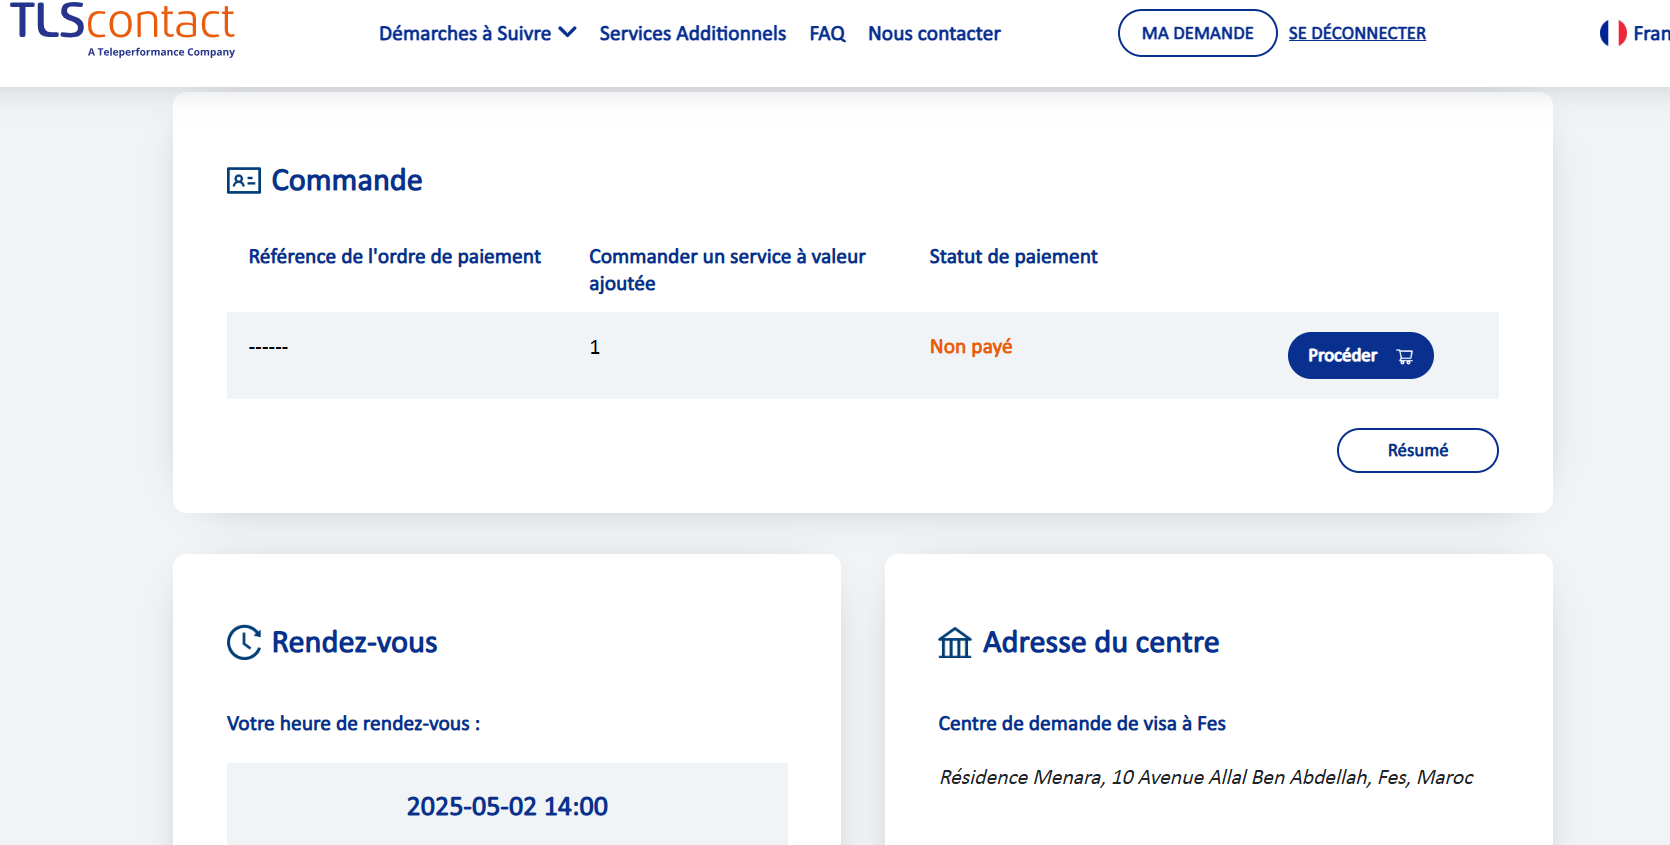 TLScontact
A Teleperformance Company
Démarches à Suivre
Services Additionnels
FAQ
Nous contacter
MA DEMANDE
SE DÉCONNECTER
Fran
Commande
Référence de l'ordre de paiement
Commander un service à valeur
ajoutée
Statut de paiement
------
1
Non payé
Procéder
Résumé
Rendez-vous
Votre heure de rendez-vous :
2025-05-02 14:00
Adresse du centre
Centre de demande de visa à Fes
Résidence Menara, 10 Avenue Allal Ben Abdellah, Fes, Maroc